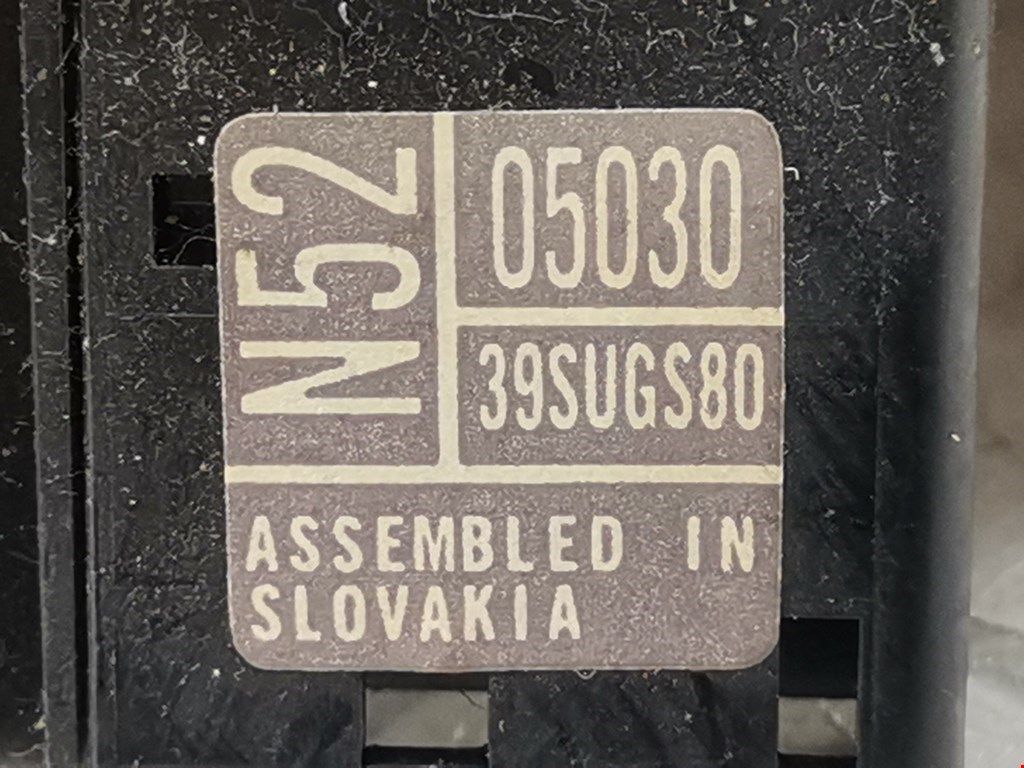 N52
05030
39SUGS80
ASSEMBLED IN
SLOVAKIA